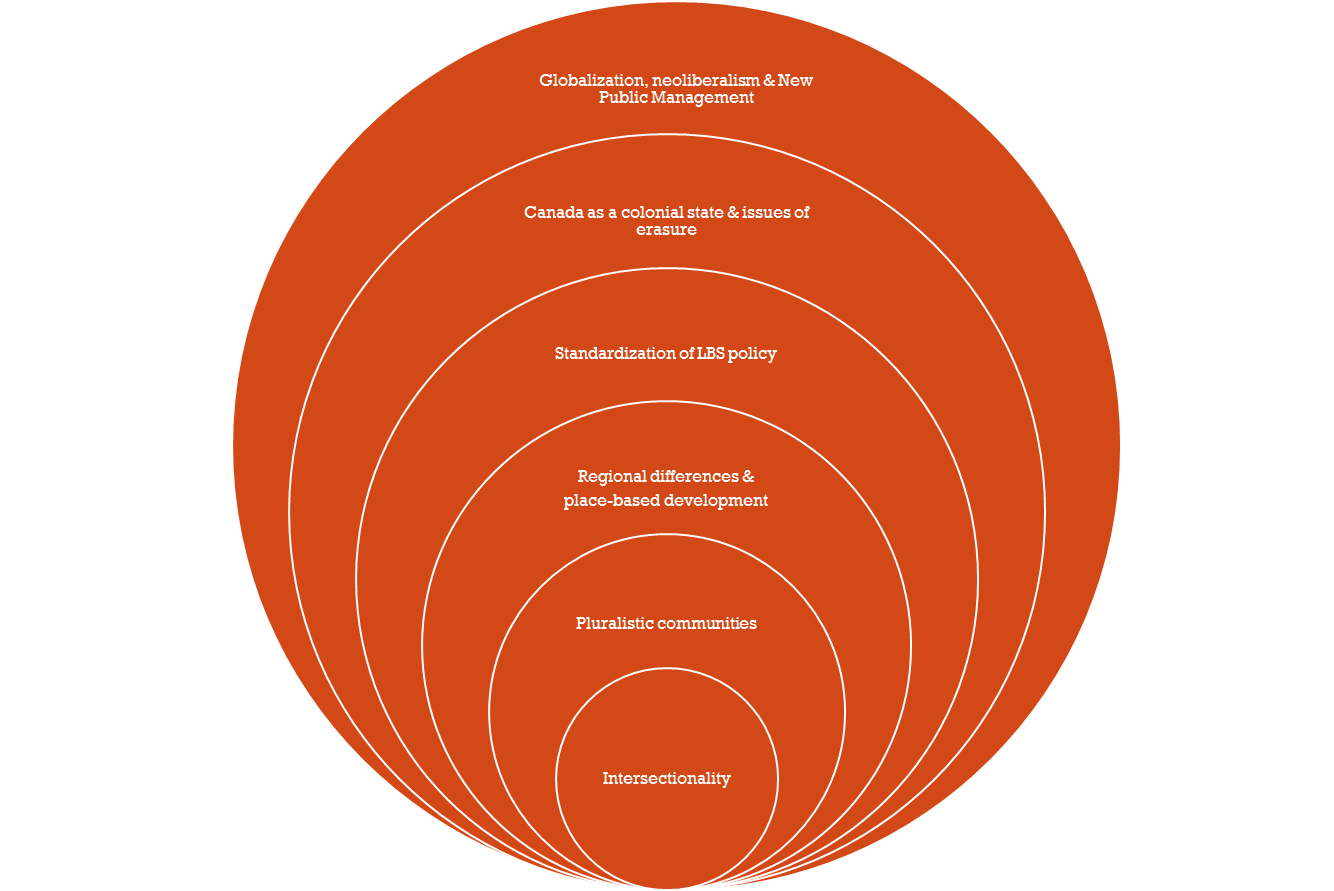 Globalization, neoliberalism & New
Public Management
Canada as a colonial state & issues of
erasure
Standardization of LBS policy
Regional differences &
place-based development
Pluralistic communities
Intersectionality